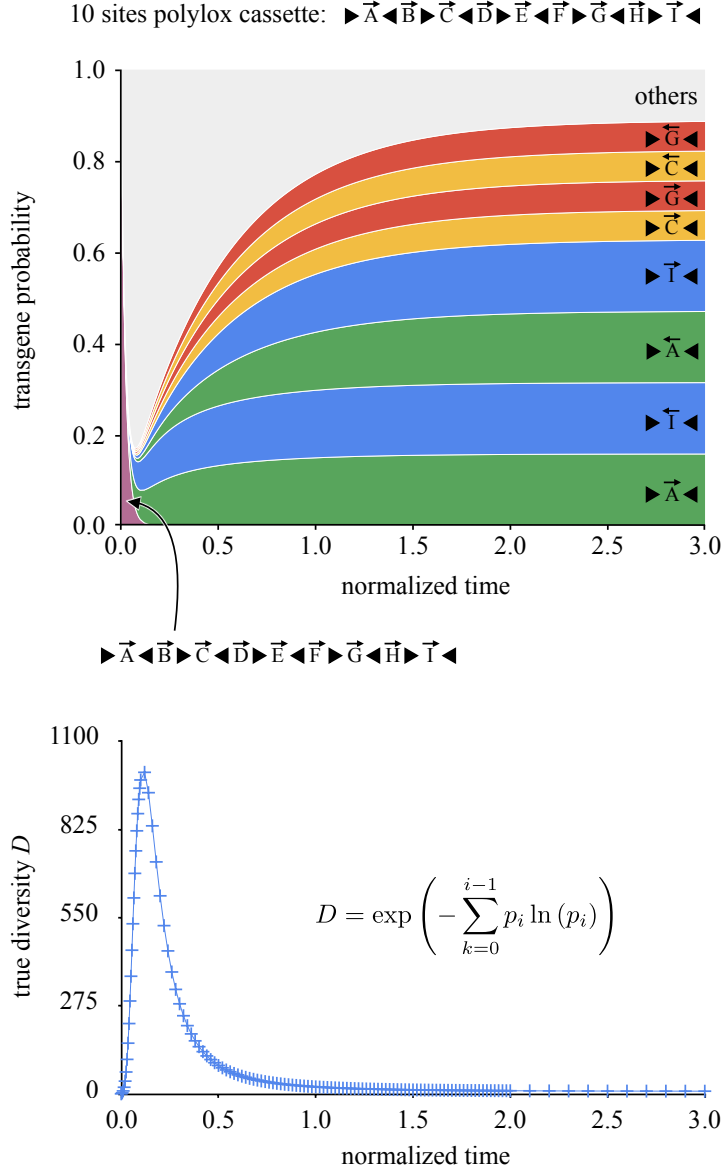 10 sites polylox cassette: ▶A⃗◀B⃗▶C⃗◀D⃗▶E⃗◀F⃗▶G⃗◀H⃗▶I⃗◀
1.0
others
▶G⃖◀
0.8
▶C⃖◀
▶G⃗◀
▶C⃗◀
0.6
▶I⃗◀
transgene probability
0.4
▶A⃖◀
0.2
▶I⃖◀
▶A⃗◀
0.0
0.0 0.5 1.0 1.5 2.0 2.5 3.0
normalized time
▶A⃗◀B⃗▶C⃗◀D⃗▶E⃗◀F⃗▶G⃗◀H⃗▶I⃗◀
1100
825
550
true diversity D
D = exp ( − ∑_{k=0}^{i−1} p_i ln (p_i) )
275
0
0.0 0.5 1.0 1.5 2.0 2.5 3.0
normalized time